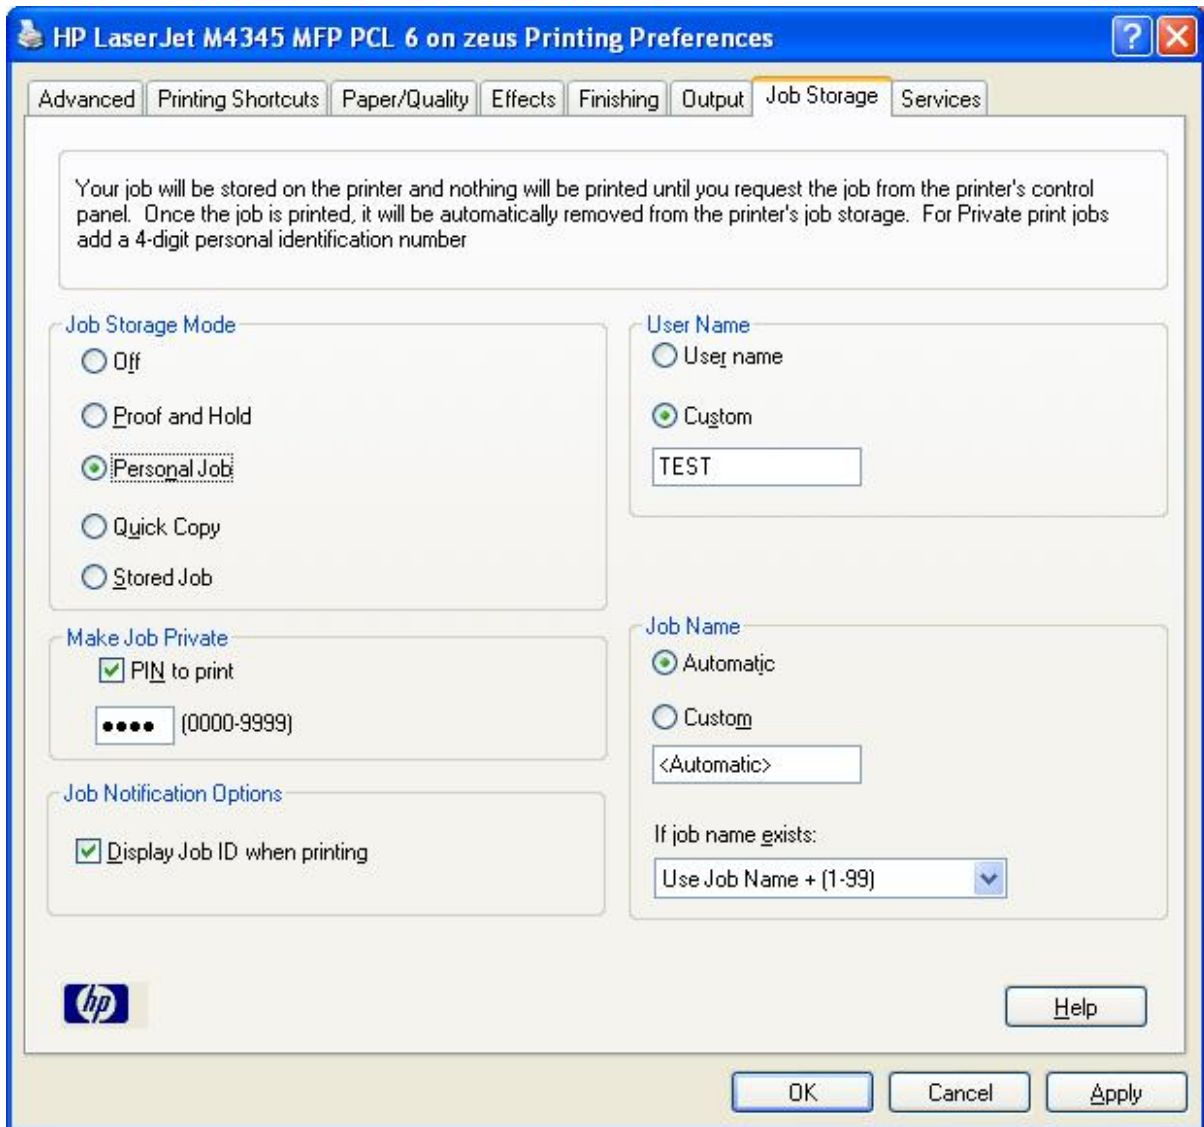 HP LaserJet M4345 MFP PCL 6 on zeus Printing Preferences
Advanced Printing Shortcuts Paper/Quality Effects Finishing Output Job Storage Services
Your job will be stored on the printer and nothing will be printed until you request the job from the printer's control
panel. Once the job is printed, it will be automatically removed from the printer's job storage. For Private print jobs
add a 4-digit personal identification number
Job Storage Mode
Off
Proof and Hold
Personal Job
Quick Copy
Stored Job
User Name
User name
Custom
TEST
Make Job Private
PIN to print
•••• (0000-9999)
Job Name
Automatic
Custom
<Automatic>
If job name exists:
Use Job Name + (1-99)
Job Notification Options
Display Job ID when printing
hp
Help
OK Cancel Apply